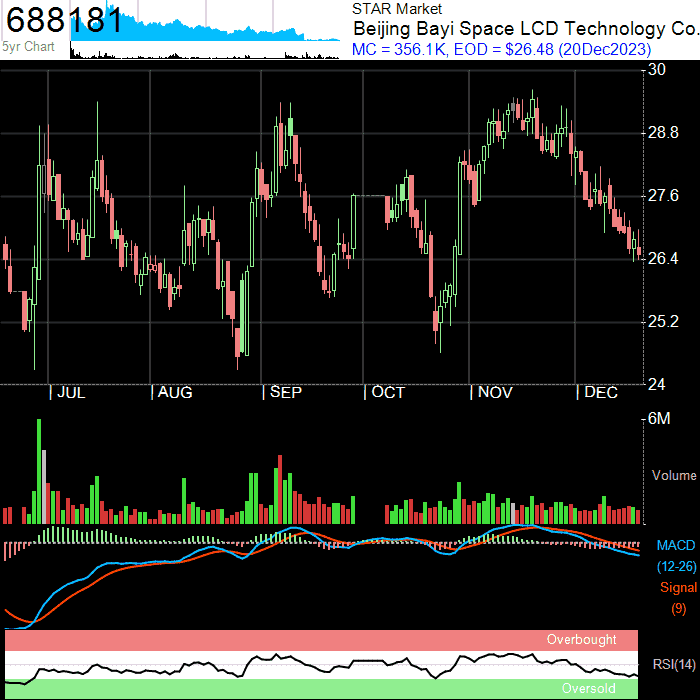 688181
5yr Chart
STAR Market
Beijing Bayi Space LCD Technology Co.
MC = 356.1K, EOD = $26.48 (20Dec2023)
30
28.8
27.6
26.4
25.2
24
| JUL | AUG | SEP | OCT | NOV | DEC
6M
Volume
MACD
(12-26)
Signal
(9)
Overbought
RSI(14)
Oversold